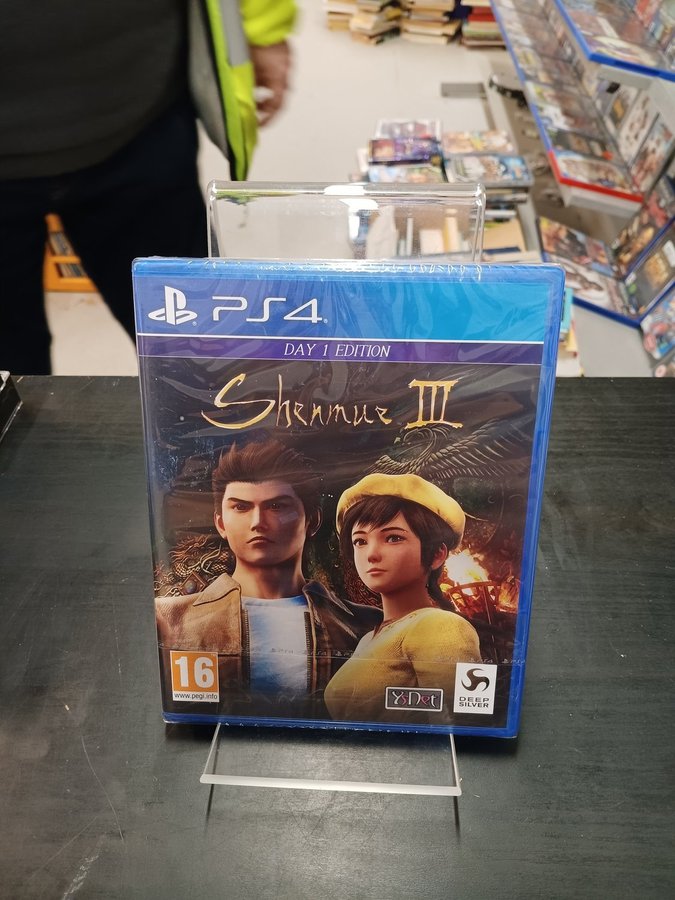 PS4
DAY 1 EDITION
Shenmue III
16
www.pegi.info
YsNet
DEEP
SILVER